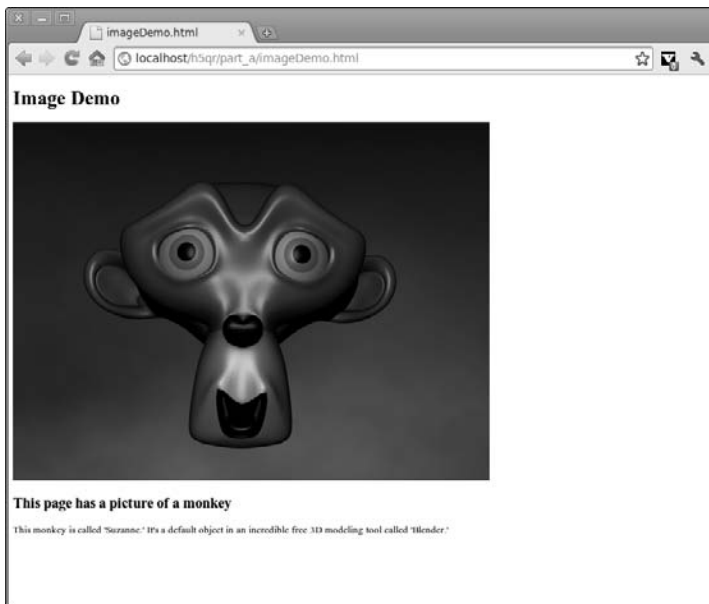 imageDemo.html
localhost/h5qr/part_a/imageDemo.html
Image Demo
This page has a picture of a monkey
This monkey is called "Suzanne." It's a default object in an incredible free 3D modeling tool called "Blender."